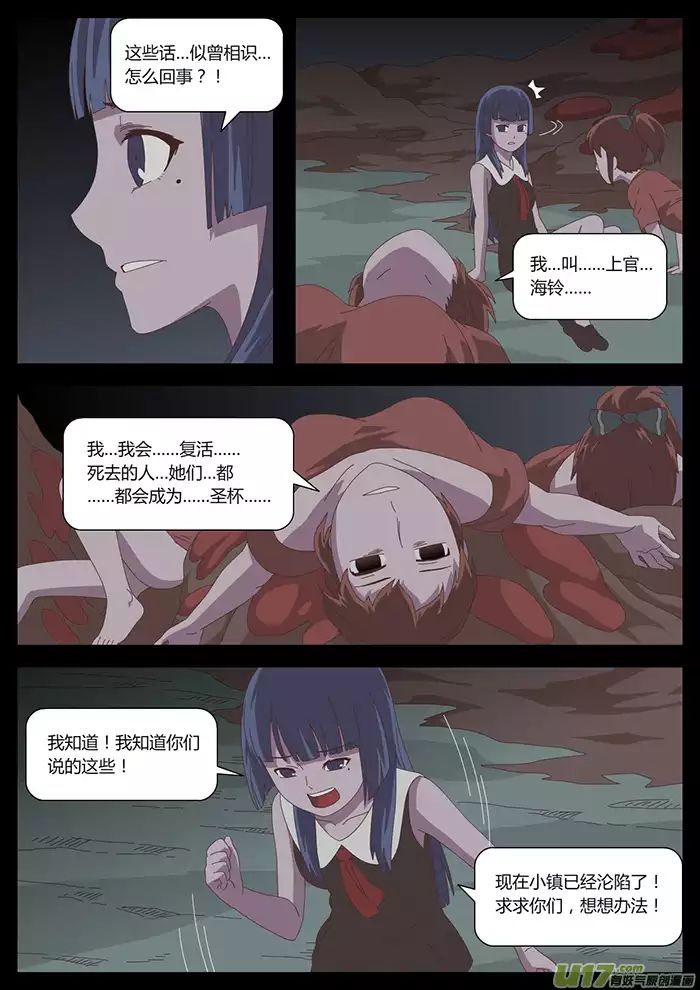 这些话…似曾相识…
怎么回事？！
我…叫……上官…
海铃……
我…我会……复活……
死去的人…她们…都
……都会成为……圣杯……
我知道！我知道你们
说的这些！
现在小镇已经沦陷了！
求求你们，想想办法！
U17.com
有妖气原创漫画